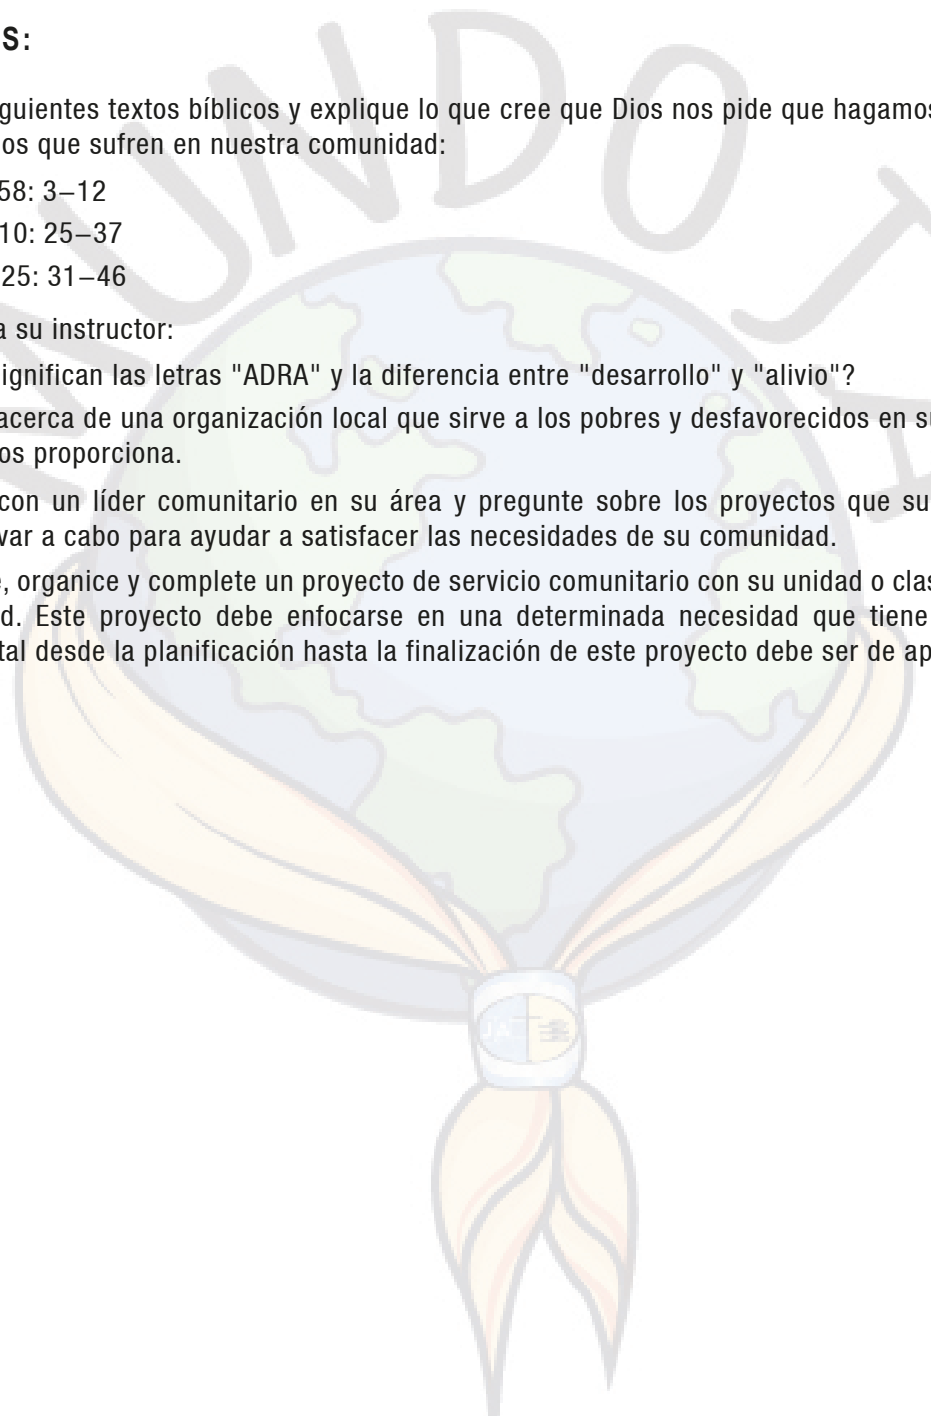 S:
guientes textos bíblicos y explique lo que cree que Dios nos pide que hagamos
os que sufren en nuestra comunidad:
58: 3–12
10: 25–37
25: 31–46
a su instructor:
ignifican las letras "ADRA" y la diferencia entre "desarrollo" y "alivio"?
acerca de una organización local que sirve a los pobres y desfavorecidos en su
os proporciona.
con un líder comunitario en su área y pregunte sobre los proyectos que su
var a cabo para ayudar a satisfacer las necesidades de su comunidad.
, organice y complete un proyecto de servicio comunitario con su unidad o clas
d. Este proyecto debe enfocarse en una determinada necesidad que tiene
tal desde la planificación hasta la finalización de este proyecto debe ser de ap
MUNDO JA
JA